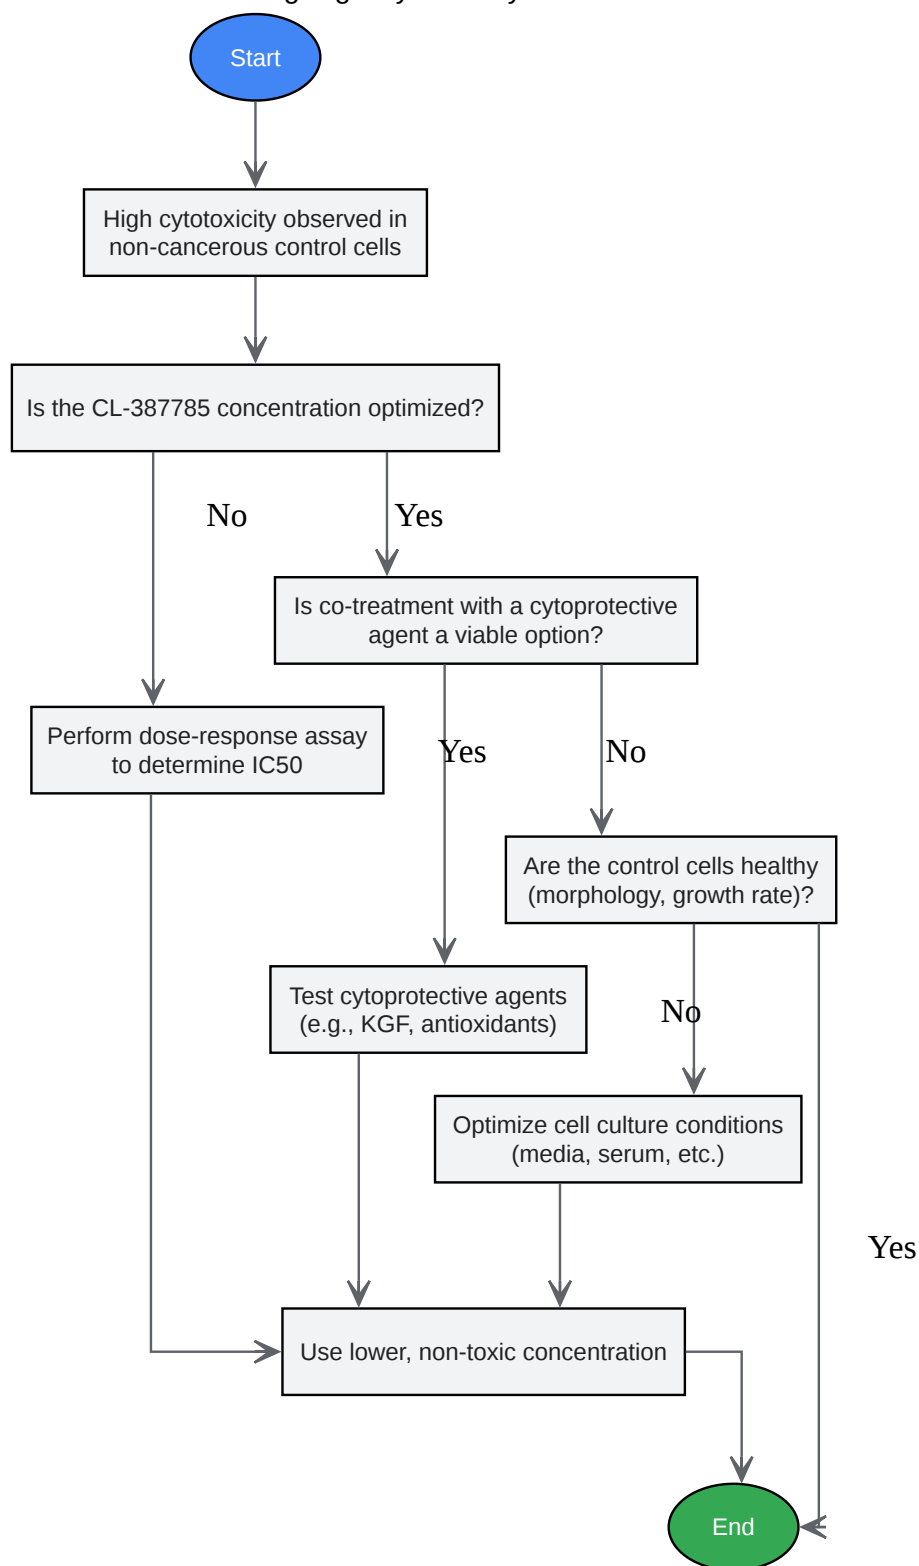 Start
High cytotoxicity observed in
non-cancerous control cells
Is the CL-387785 concentration optimized?
No
Yes
Is co-treatment with a cytoprotective
agent a viable option?
Perform dose-response assay
to determine IC50
Yes
No
Are the control cells healthy
(morphology, growth rate)?
Test cytoprotective agents
(e.g., KGF, antioxidants)
No
Optimize cell culture conditions
(media, serum, etc.)
Yes
Use lower, non-toxic concentration
End